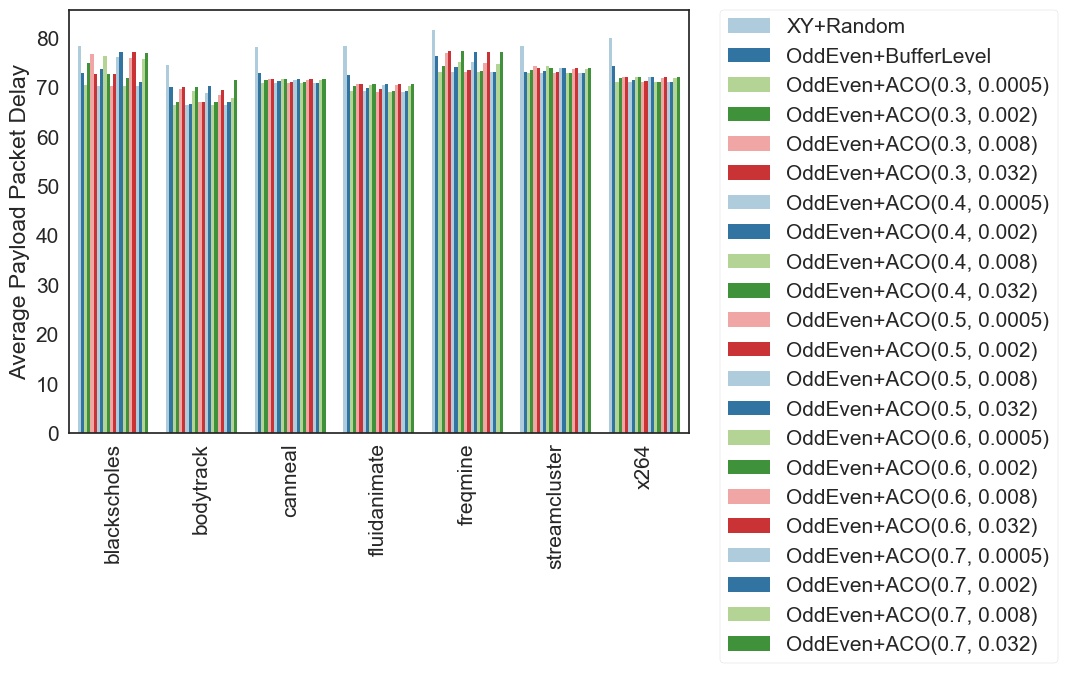 Average Payload Packet Delay
80
70
60
50
40
30
20
10
0
blackscholes
bodytrack
canneal
fluidanimate
freqmine
streamcluster
x264
XY+Random
OddEven+BufferLevel
OddEven+ACO(0.3, 0.0005)
OddEven+ACO(0.3, 0.002)
OddEven+ACO(0.3, 0.008)
OddEven+ACO(0.3, 0.032)
OddEven+ACO(0.4, 0.0005)
OddEven+ACO(0.4, 0.002)
OddEven+ACO(0.4, 0.008)
OddEven+ACO(0.4, 0.032)
OddEven+ACO(0.5, 0.0005)
OddEven+ACO(0.5, 0.002)
OddEven+ACO(0.5, 0.008)
OddEven+ACO(0.5, 0.032)
OddEven+ACO(0.6, 0.0005)
OddEven+ACO(0.6, 0.002)
OddEven+ACO(0.6, 0.008)
OddEven+ACO(0.6, 0.032)
OddEven+ACO(0.7, 0.0005)
OddEven+ACO(0.7, 0.002)
OddEven+ACO(0.7, 0.008)
OddEven+ACO(0.7, 0.032)